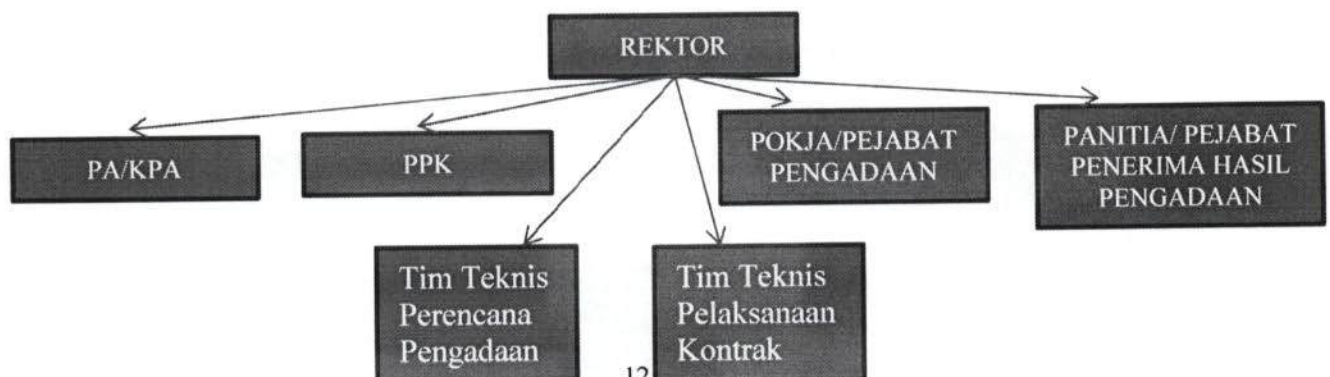 REKTOR
PA/KPA
PPK
POKJA/PEJABAT
PENGADAAN
PANITIA/ PEJABAT
PENERIMA HASIL
PENGADAAN
Tim Teknis
Perencana
Pengadaan
Tim Teknis
Pelaksanaan
Kontrak
12